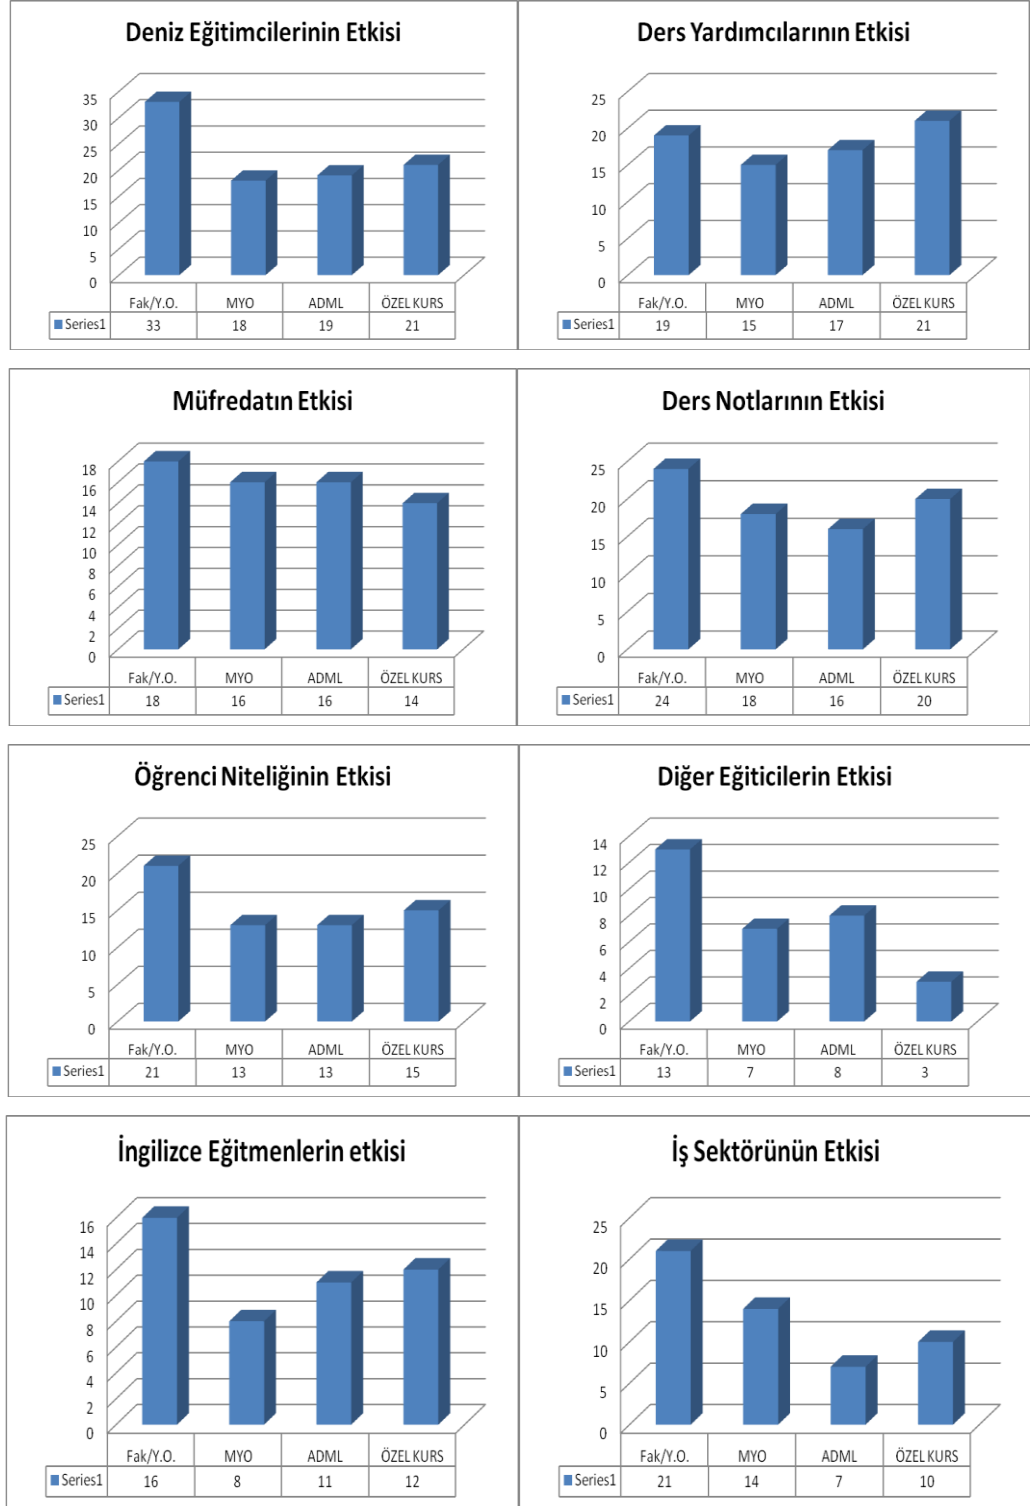 Deniz Eğitimcilerinin Etkisi
35
30
25
20
15
10
5
0
Fak/Y.O. MYO ADML ÖZEL KURS
Series1 33 18 19 21
Ders Yardımcılarının Etkisi
25
20
15
10
5
0
Fak/Y.O. MYO ADML ÖZEL KURS
Series1 19 15 17 21
Müfredatın Etkisi
18
16
14
12
10
8
6
4
2
0
Fak/Y.O. MYO ADML ÖZEL KURS
Series1 18 16 16 14
Ders Notlarının Etkisi
25
20
15
10
5
0
Fak/Y.O. MYO ADML ÖZEL KURS
Series1 24 18 16 20
Öğrenci Niteliğinin Etkisi
25
20
15
10
5
0
Fak/Y.O. MYO ADML ÖZEL KURS
Series1 21 13 13 15
Diğer Eğiticilerin Etkisi
14
12
10
8
6
4
2
0
Fak/Y.O. MYO ADML ÖZEL KURS
Series1 13 7 8 3
İngilizce Eğitmenlerin etkisi
16
14
12
10
8
6
4
2
0
Fak/Y.O. MYO ADML ÖZEL KURS
Series1 16 8 11 12
İş Sektörünün Etkisi
25
20
15
10
5
0
Fak/Y.O. MYO ADML ÖZEL KURS
Series1 21 14 7 10